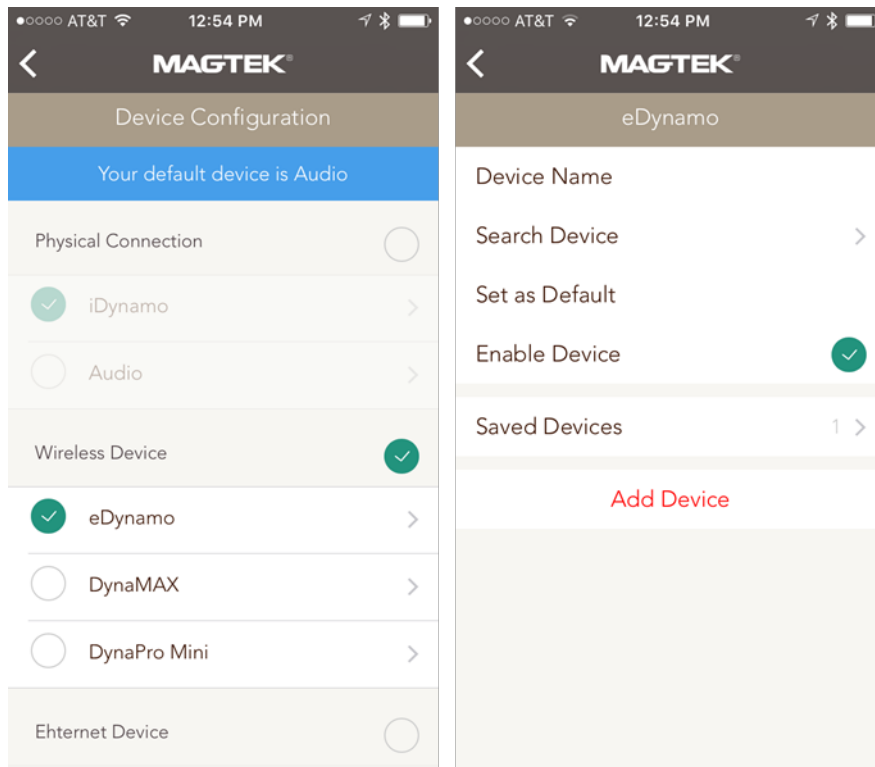 AT&T 12:54 PM
MAGTEK®
Device Configuration
Your default device is Audio
Physical Connection
iDynamo
Audio
Wireless Device
eDynamo
DynaMAX
DynaPro Mini
Ehternet Device
AT&T 12:54 PM
MAGTEK®
eDynamo
Device Name
Search Device
Set as Default
Enable Device
Saved Devices 1
Add Device